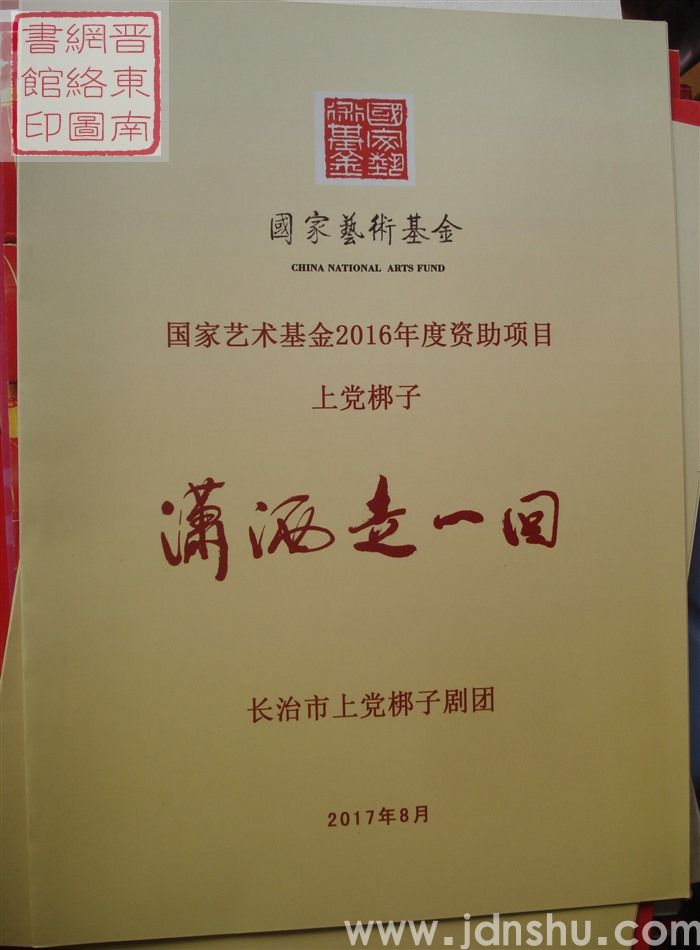 晋東南
網絡圖
書館印
國家藝術基金
國家藝術基金
CHINA NATIONAL ARTS FUND
国家艺术基金2016年度资助项目
上党梆子
潇洒走一回
长治市上党梆子剧团
2017年8月
www.jdnshu.com